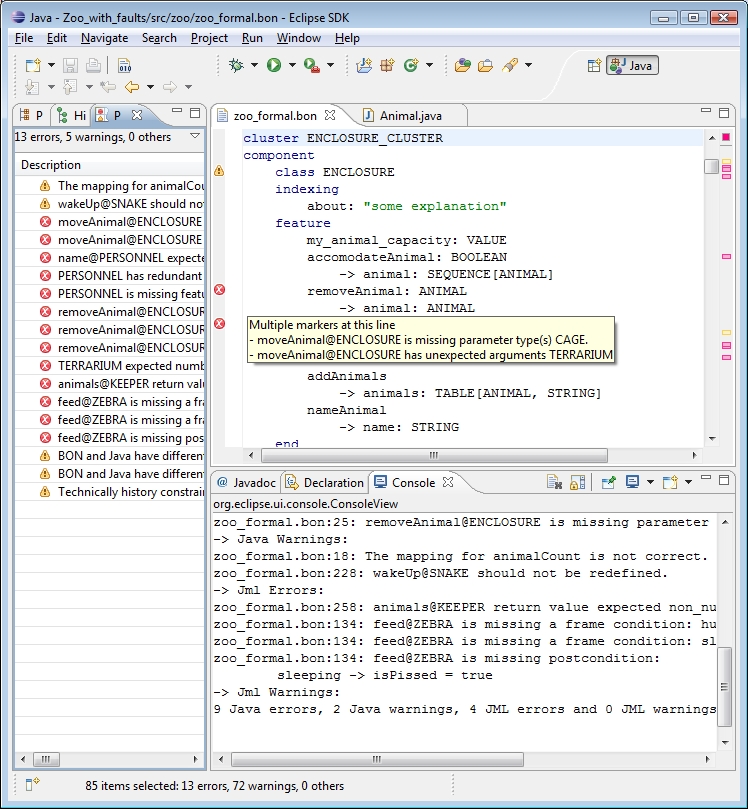 Java - Zoo_with_faults/src/zoo/zoo_formal.bon - Eclipse SDK
File Edit Navigate Search Project Run Window Help
Java
P Hi P
13 errors, 5 warnings, 0 others
Description
The mapping for animalCount
wakeUp@SNAKE should no
moveAnimal@ENCLOSURE
moveAnimal@ENCLOSURE
name@PERSONNEL expecte
PERSONNEL has redundant
PERSONNEL is missing featu
removeAnimal@ENCLOSUR
removeAnimal@ENCLOSUR
removeAnimal@ENCLOSUR
TERRARIUM expected numb
animals@KEEPER return valu
feed@ZEBRA is missing a fra
feed@ZEBRA is missing a fra
feed@ZEBRA is missing pos
BON and Java have differen
BON and Java have differen
Technically history constrain
zoo_formal.bon Animal.java
cluster ENCLOSURE_CLUSTER
component
class ENCLOSURE
indexing
about: "some explanation"
feature
my_animal_capacity: VALUE
accomodateAnimal: BOOLEAN
-> animal: SEQUENCE[ANIMAL]
removeAnimal: ANIMAL
-> animal: ANIMAL
Multiple markers at this line
- moveAnimal@ENCLOSURE is missing parameter type(s) CAGE.
- moveAnimal@ENCLOSURE has unexpected arguments TERRARIUM
addAnimals
-> animals: TABLE[ANIMAL, STRING]
nameAnimal
-> name: STRING
end
@ Javadoc Declaration Console
org.eclipse.ui.console.ConsoleView
zoo_formal.bon:25: removeAnimal@ENCLOSURE is missing parameter
-> Java Warnings:
zoo_formal.bon:18: The mapping for animalCount is not correct.
zoo_formal.bon:228: wakeUp@SNAKE should not be redefined.
-> Jml Errors:
zoo_formal.bon:258: animals@KEEPER return value expected non_nu
zoo_formal.bon:134: feed@ZEBRA is missing a frame condition: hu
zoo_formal.bon:134: feed@ZEBRA is missing a frame condition: sl
zoo_formal.bon:134: feed@ZEBRA is missing postcondition:
sleeping -> isPissed = true
-> Jml Warnings:
9 Java errors, 2 Java warnings, 4 JML errors and 0 JML warnings
85 items selected: 13 errors, 72 warnings, 0 others